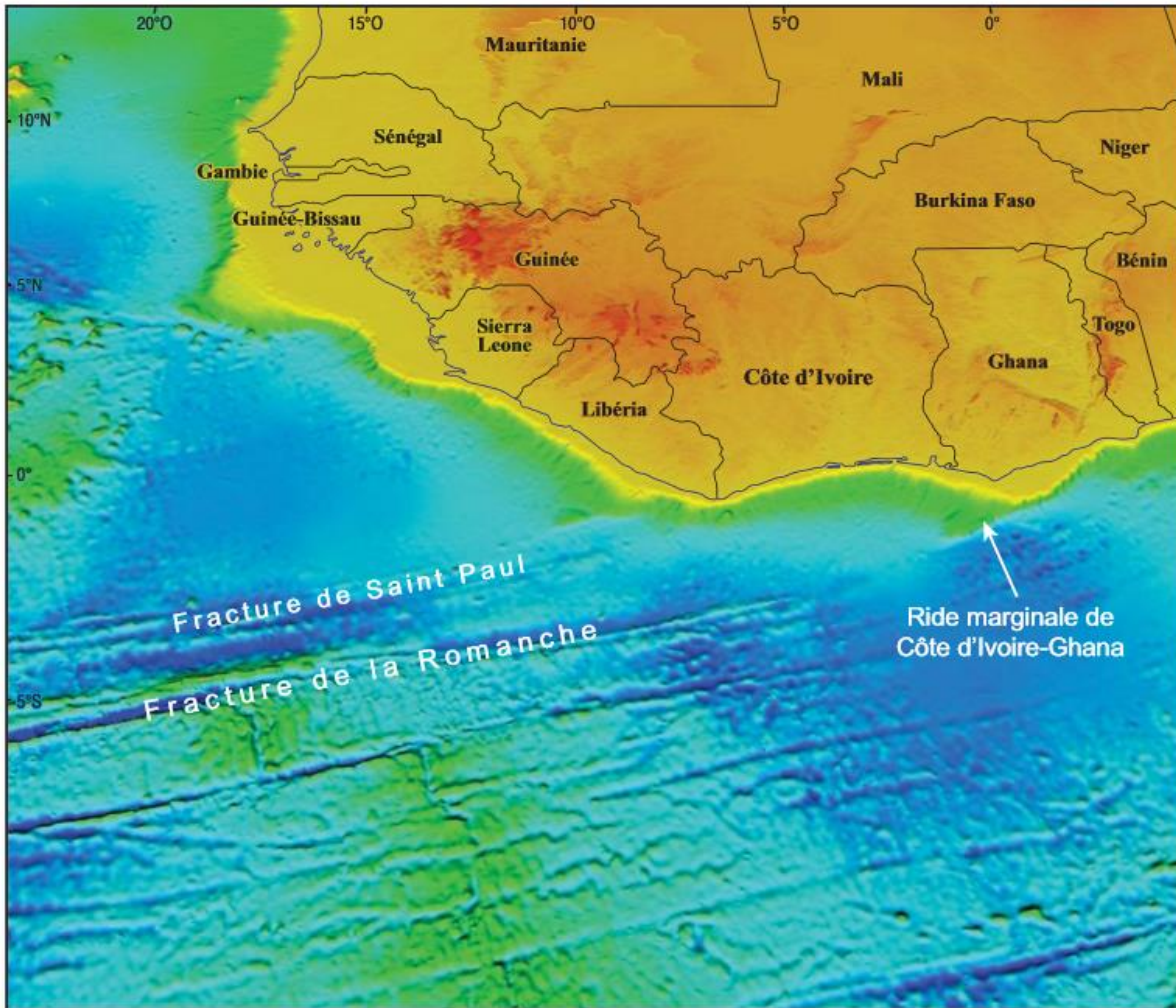 20°O 15°O 10°O 5°O 0°
Mauritanie
Mali
10°N
Sénégal
Niger
Gambie
Burkina Faso
Guinée-Bissau
Guinée
Bénin
5°N
Sierra
Leone
Togo
Ghana
Côte d'Ivoire
Libéria
0°
Fracture de Saint Paul
Ride marginale de
Côte d'Ivoire-Ghana
Fracture de la Romanche
5°S